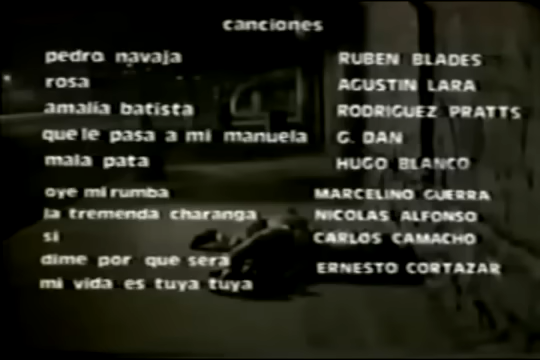 canciones
pedro navaja RUBEN BLADES
rosa AGUSTIN LARA
amalia batista RODRIGUEZ PRATTS
que le pasa a mi manuela G. DAN
mala pata HUGO BLANCO
oye mi rumba MARCELINO GUERRA
la tremenda charanga NICOLAS ALFONSO
si CARLOS CAMACHO
dime por que sera ERNESTO CORTAZAR
mi vida es tuya tuya